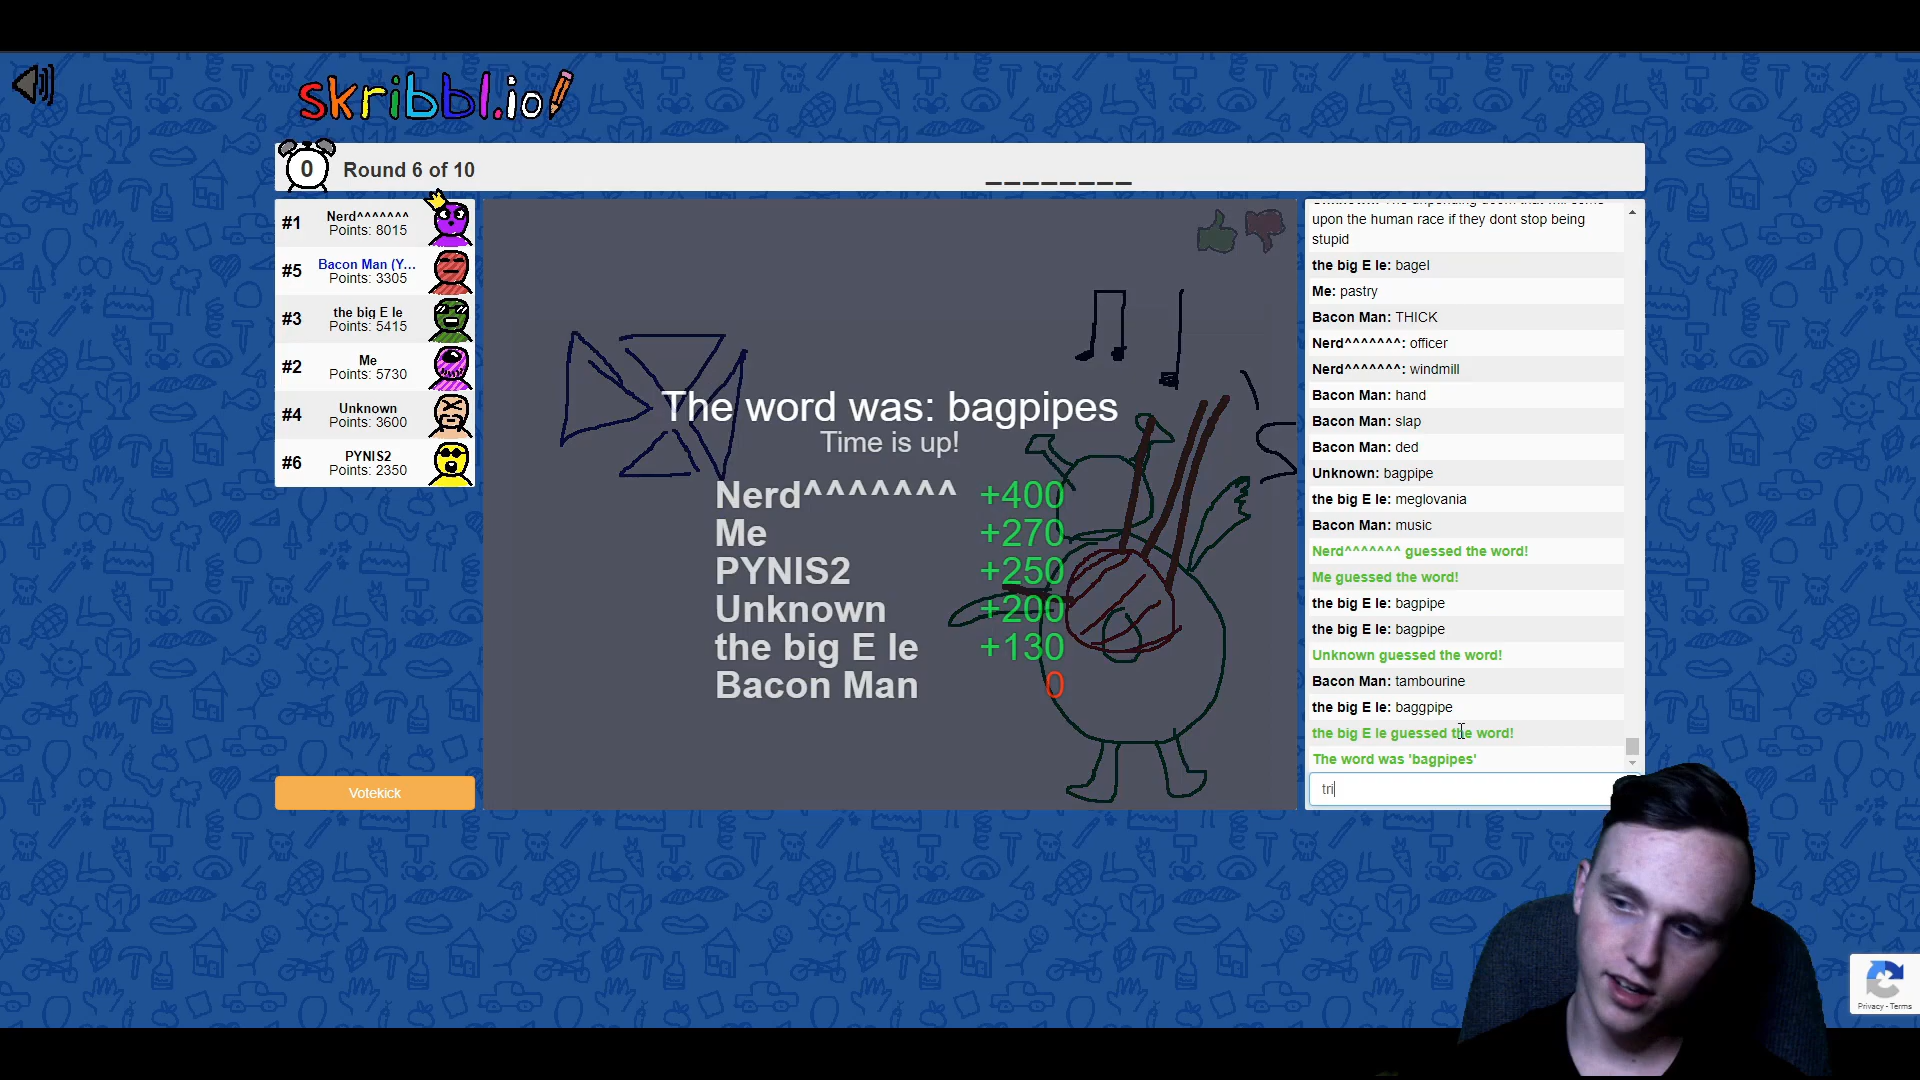 skribbl.io
0
Round 6 of 10
________
#1
Nerd^^^^^^^
Points: 8015
#5
Bacon Man (Y...
Points: 3305
#3
the big E le
Points: 5415
#2
Me
Points: 5730
#4
Unknown
Points: 3600
#6
PYNIS2
Points: 2350
Votekick
The word was: bagpipes
Time is up!
Nerd^^^^^^^ +400
Me +270
PYNIS2 +250
Unknown +200
the big E le +130
Bacon Man 0
upon the human race if they dont stop being
stupid
the big E le: bagel
Me: pastry
Bacon Man: THICK
Nerd^^^^^^^: officer
Nerd^^^^^^^: windmill
Bacon Man: hand
Bacon Man: slap
Bacon Man: ded
Unknown: bagpipe
the big E le: meglovania
Bacon Man: music
Nerd^^^^^^^ guessed the word!
Me guessed the word!
the big E le: bagpipe
the big E le: bagpipe
Unknown guessed the word!
Bacon Man: tambourine
the big E le: baggpipe
the big E le guessed the word!
The word was 'bagpipes'
tri
Privacy - Terms